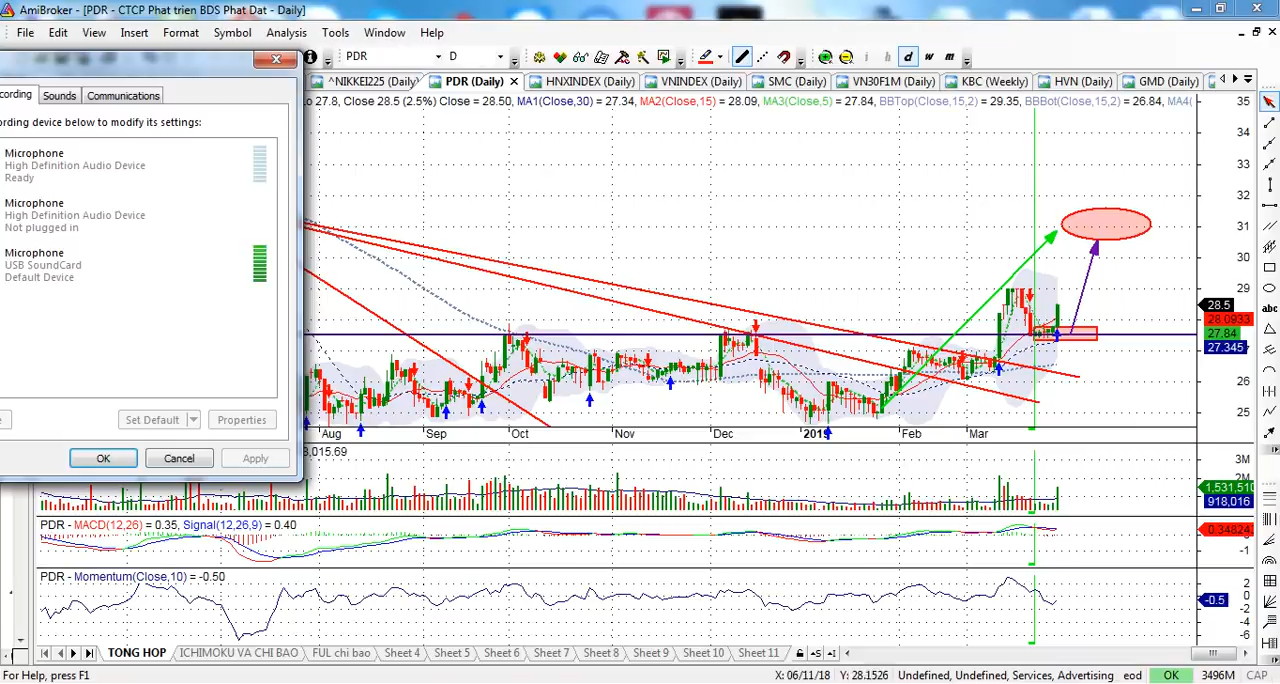 AmiBroker - [PDR - CTCP Phat trien BDS Phat Dat - Daily]
File Edit View Insert Format Symbol Analysis Tools Window Help
PDR D d w m
^NIKKEI225 (Daily) PDR (Daily) HNXINDEX (Daily) VNINDEX (Daily) SMC (Daily) VN30F1M (Daily) KBC (Weekly) HVN (Daily) GMD (Daily)
27.8, Close 28.5 (2.5%) Close = 28.50, MA1(Close,30) = 27.34, MA2(Close,15) = 28.09, MA3(Close,5) = 27.84, BBTop(Close,15,2) = 29.35, BBBot(Close,15,2) = 26.84, MA4(
cording Sounds Communications
ording device below to modify its settings:
Microphone
High Definition Audio Device
Ready
Microphone
High Definition Audio Device
Not plugged in
Microphone
USB SoundCard
Default Device
Set Default Properties
OK Cancel Apply
35
34
33
32
31
30
29
28.5
28.0933
27.84
27.345
26
25
Aug Sep Oct Nov Dec 2019 Feb Mar
,015.69
3M
2M
1,531,510
918,016
PDR - MACD(12,26) = 0.35, Signal(12,26,9) = 0.40
0.34824
-1
PDR - Momentum(Close,10) = -0.50
2
0
-0.5
-2
-4
-6
TONG HOP ICHIMOKU VA CHI BAO FUL chi bao Sheet 4 Sheet 5 Sheet 6 Sheet 7 Sheet 8 Sheet 9 Sheet 10 Sheet 11
For Help, press F1 X: 06/11/18 Y: 28.1526 Undefined, Undefined, Services, Advertising eod OK 3496M CAP
abc